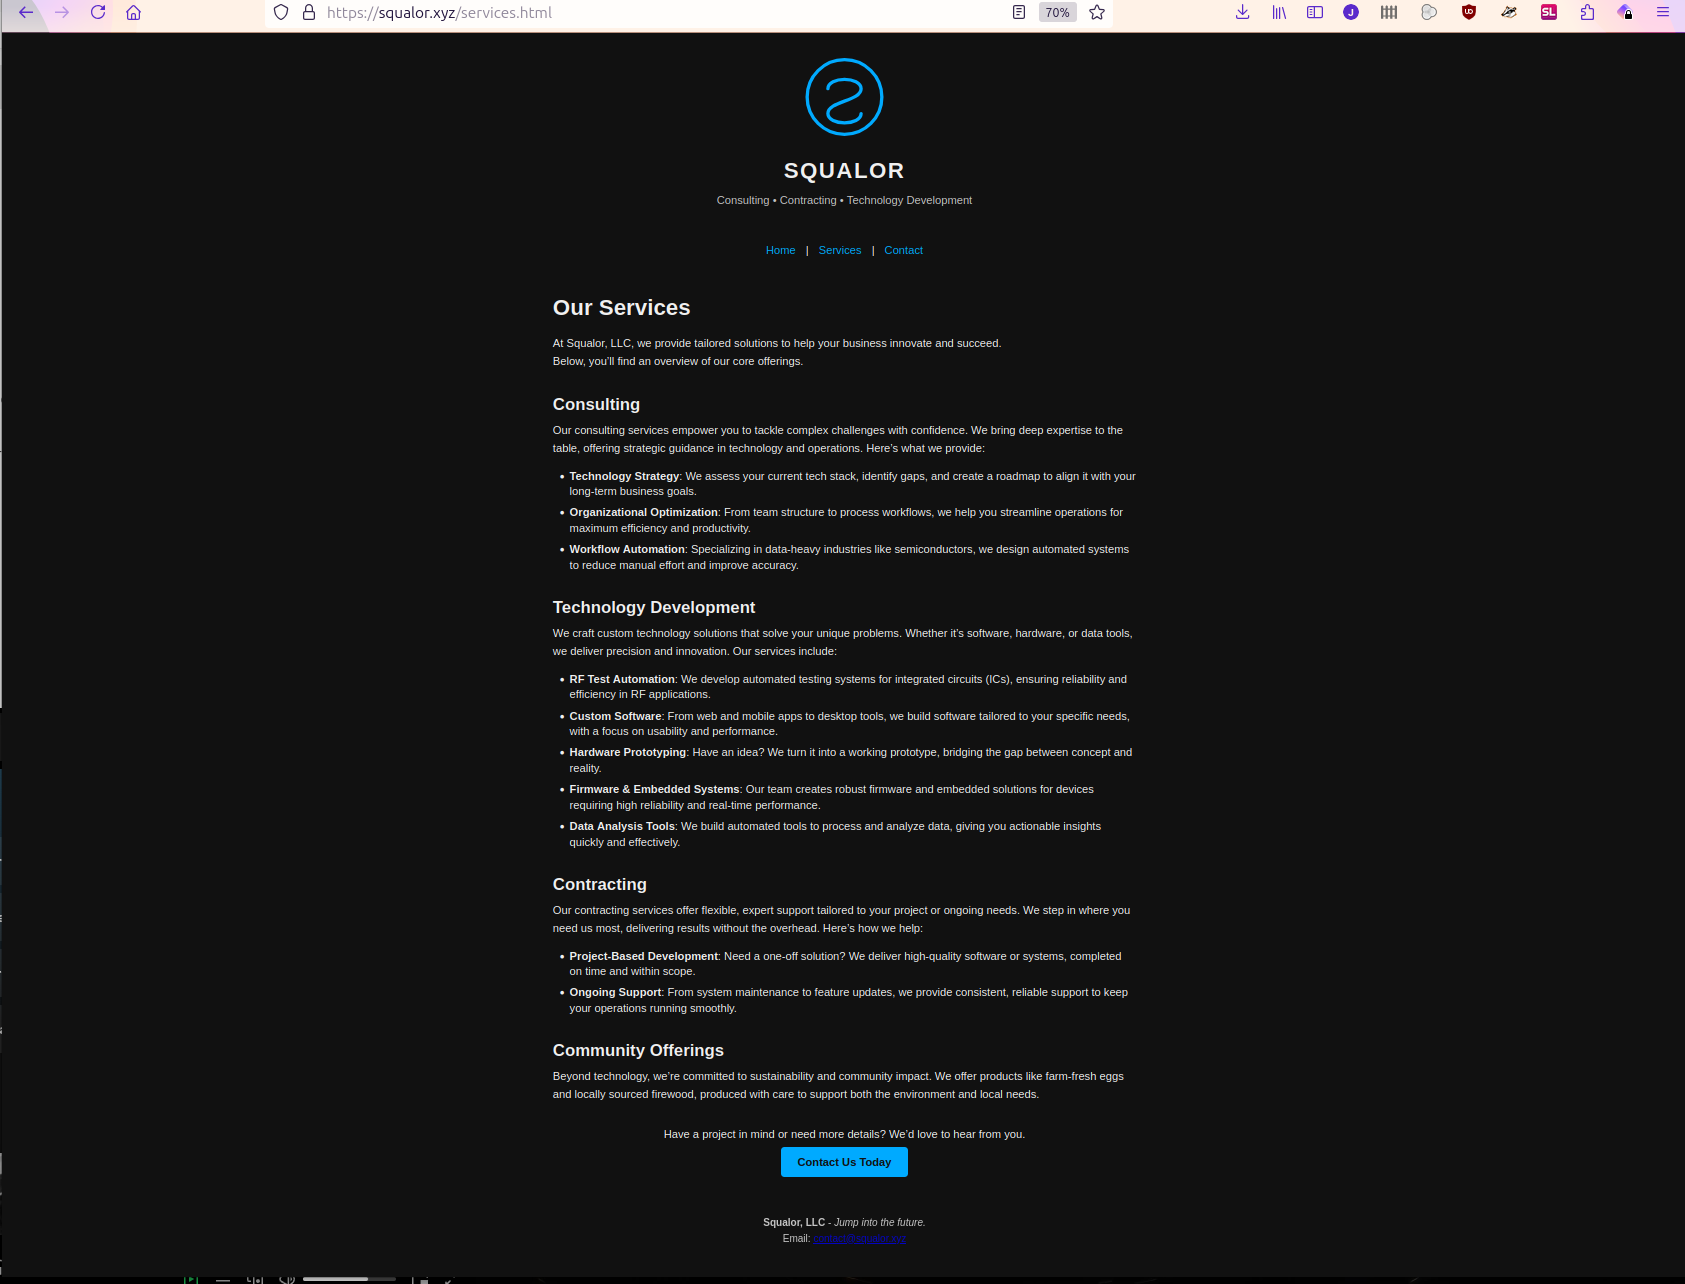 https://squalor.xyz/services.html
70%
SQUALOR
Consulting • Contracting • Technology Development
Home | Services | Contact
Our Services
At Squalor, LLC, we provide tailored solutions to help your business innovate and succeed.
Below, you’ll find an overview of our core offerings.
Consulting
Our consulting services empower you to tackle complex challenges with confidence. We bring deep expertise to the
table, offering strategic guidance in technology and operations. Here’s what we provide:
• Technology Strategy: We assess your current tech stack, identify gaps, and create a roadmap to align it with your
long-term business goals.
• Organizational Optimization: From team structure to process workflows, we help you streamline operations for
maximum efficiency and productivity.
• Workflow Automation: Specializing in data-heavy industries like semiconductors, we design automated systems
to reduce manual effort and improve accuracy.
Technology Development
We craft custom technology solutions that solve your unique problems. Whether it’s software, hardware, or data tools,
we deliver precision and innovation. Our services include:
• RF Test Automation: We develop automated testing systems for integrated circuits (ICs), ensuring reliability and
efficiency in RF applications.
• Custom Software: From web and mobile apps to desktop tools, we build software tailored to your specific needs,
with a focus on usability and performance.
• Hardware Prototyping: Have an idea? We turn it into a working prototype, bridging the gap between concept and
reality.
• Firmware & Embedded Systems: Our team creates robust firmware and embedded solutions for devices
requiring high reliability and real-time performance.
• Data Analysis Tools: We build automated tools to process and analyze data, giving you actionable insights
quickly and effectively.
Contracting
Our contracting services offer flexible, expert support tailored to your project or ongoing needs. We step in where you
need us most, delivering results without the overhead. Here’s how we help:
• Project-Based Development: Need a one-off solution? We deliver high-quality software or systems, completed
on time and within scope.
• Ongoing Support: From system maintenance to feature updates, we provide consistent, reliable support to keep
your operations running smoothly.
Community Offerings
Beyond technology, we’re committed to sustainability and community impact. We offer products like farm-fresh eggs
and locally sourced firewood, produced with care to support both the environment and local needs.
Have a project in mind or need more details? We’d love to hear from you.
Contact Us Today
Squalor, LLC - Jump into the future.
Email: contact@squalor.xyz